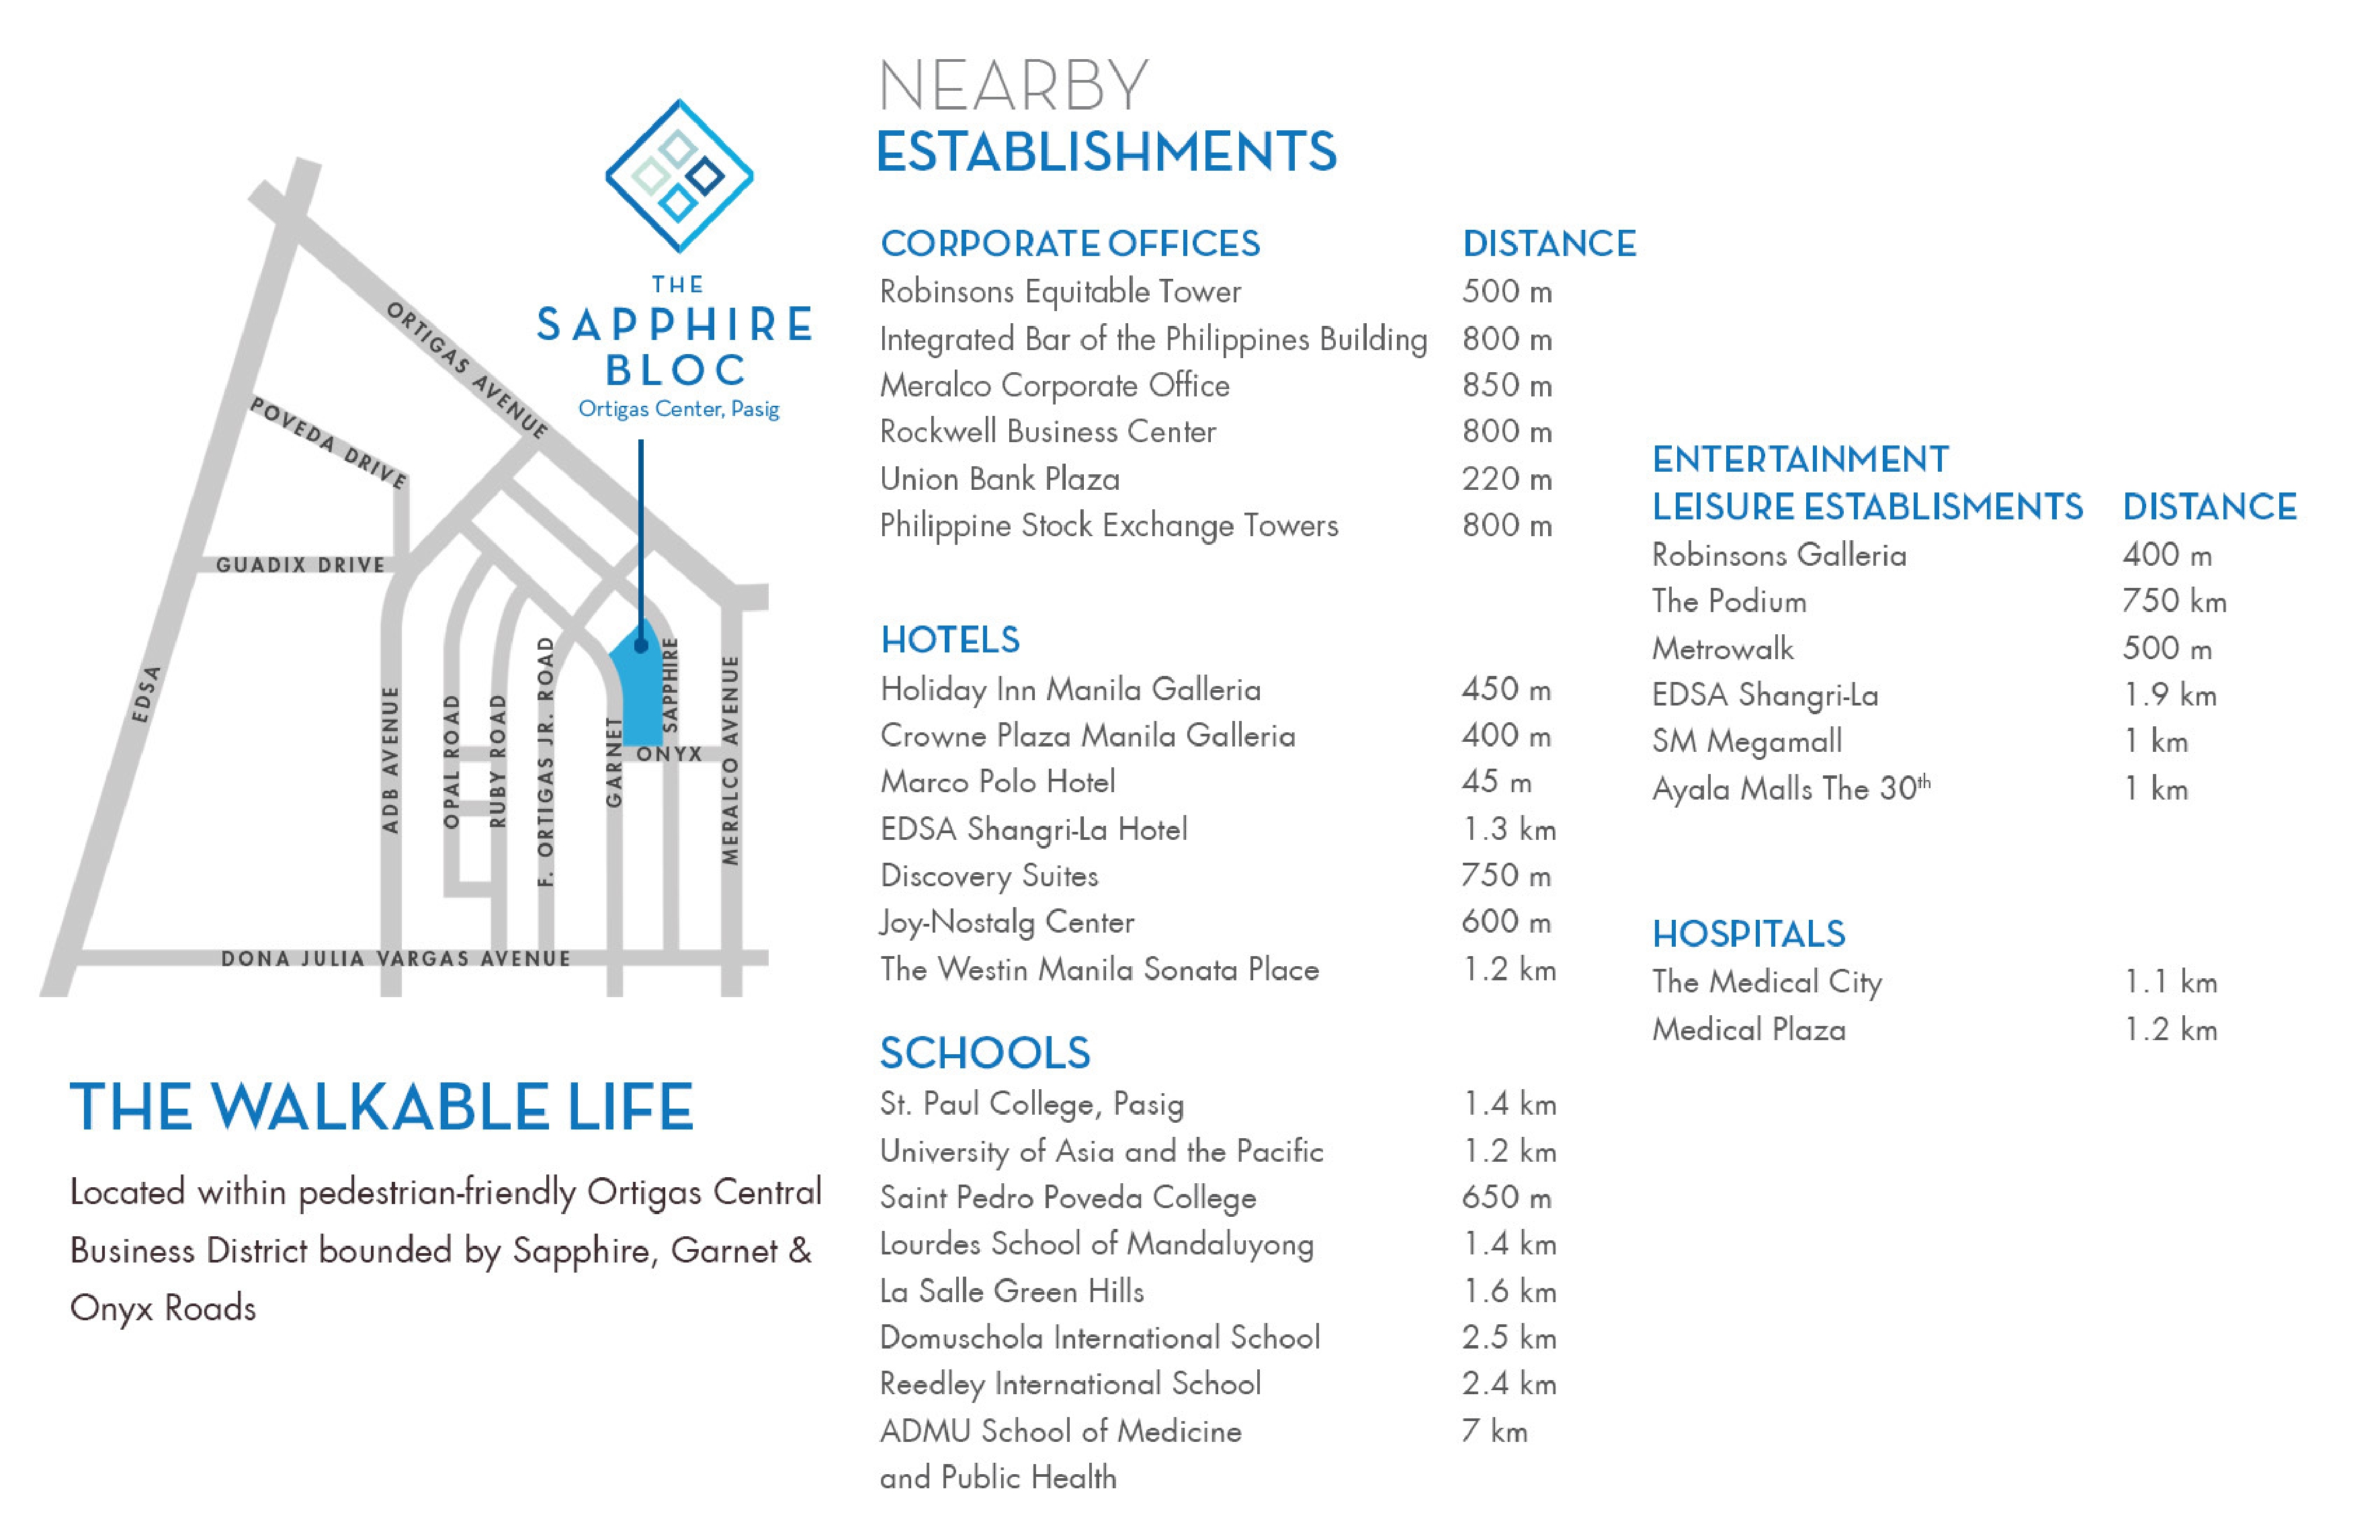 THE
SAPPHIRE
BLOC
Ortigas Center, Pasig
ORTIGAS AVENUE
POVEDA DRIVE
GUADIX DRIVE
EDSA
ADB AVENUE
OPAL ROAD
RUBY ROAD
F. ORTIGAS JR. ROAD
GARNET
SAPPHIRE
ONYX
MERALCO AVENUE
DONA JULIA VARGAS AVENUE
THE WALKABLE LIFE
Located within pedestrian-friendly Ortigas Central
Business District bounded by Sapphire, Garnet &
Onyx Roads
NEARBY
ESTABLISHMENTS
CORPORATE OFFICES DISTANCE
Robinsons Equitable Tower 500 m
Integrated Bar of the Philippines Building 800 m
Meralco Corporate Office 850 m
Rockwell Business Center 800 m
Union Bank Plaza 220 m
Philippine Stock Exchange Towers 800 m
HOTELS
Holiday Inn Manila Galleria 450 m
Crowne Plaza Manila Galleria 400 m
Marco Polo Hotel 45 m
EDSA Shangri-La Hotel 1.3 km
Discovery Suites 750 m
Joy-Nostalg Center 600 m
The Westin Manila Sonata Place 1.2 km
SCHOOLS
St. Paul College, Pasig 1.4 km
University of Asia and the Pacific 1.2 km
Saint Pedro Poveda College 650 m
Lourdes School of Mandaluyong 1.4 km
La Salle Green Hills 1.6 km
Domuschola International School 2.5 km
Reedley International School 2.4 km
ADMU School of Medicine 7 km
and Public Health
ENTERTAINMENT
LEISURE ESTABLISMENTS DISTANCE
Robinsons Galleria 400 m
The Podium 750 km
Metrowalk 500 m
EDSA Shangri-La 1.9 km
SM Megamall 1 km
Ayala Malls The 30th 1 km
HOSPITALS
The Medical City 1.1 km
Medical Plaza 1.2 km